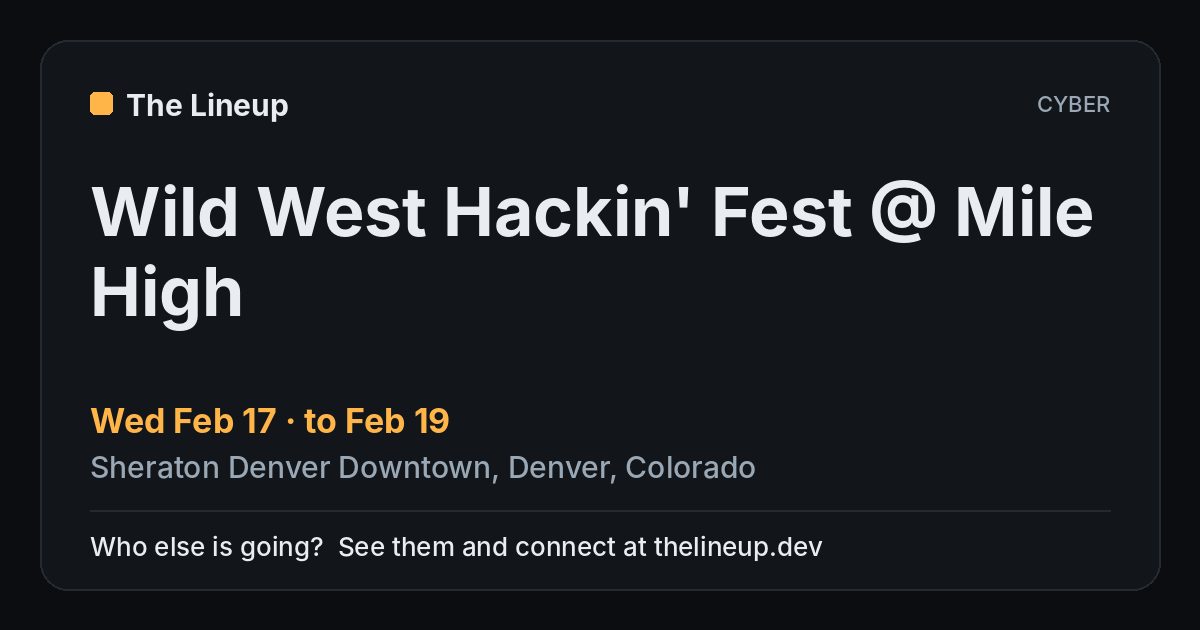 The Lineup
CYBER
Wild West Hackin' Fest @ Mile
High
Wed Feb 17 · to Feb 19
Sheraton Denver Downtown, Denver, Colorado
Who else is going?  See them and connect at thelineup.dev